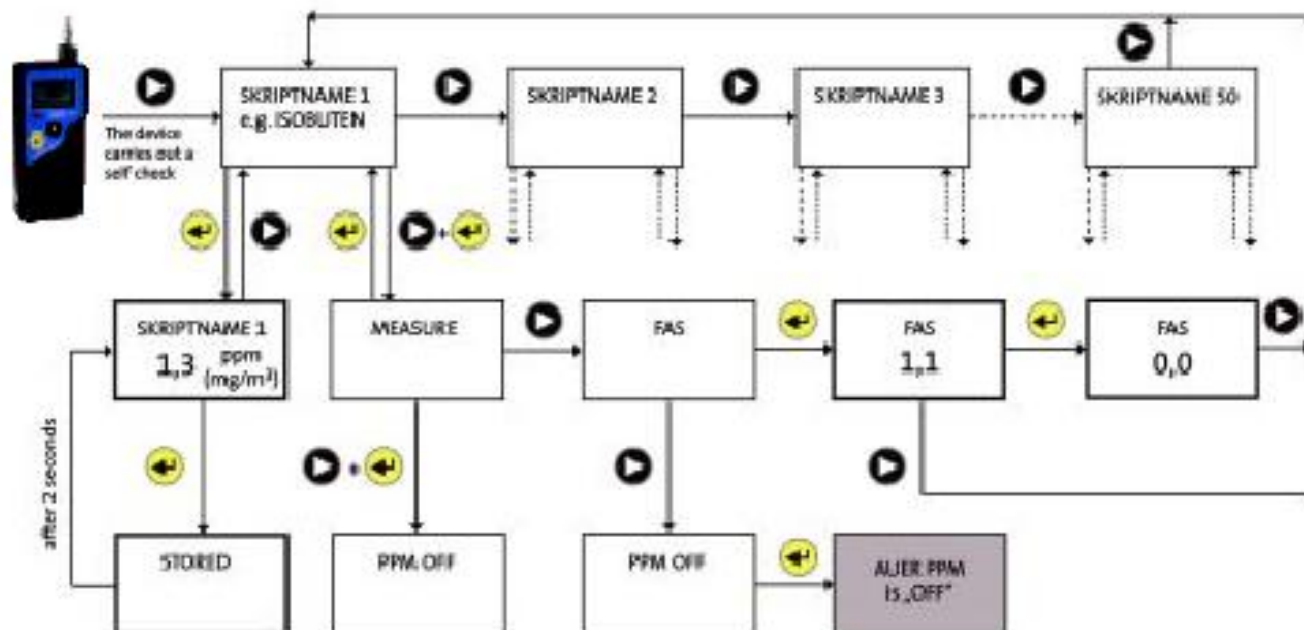 SKRIPTNAME 1
e.g. ISOBUTEIN
SKRIPTNAME 2
SKRIPTNAME 3
SKRIPTNAME 50
The device
carries out a
self check
+
SKRIPTNAME 1
1,3 ppm
(mg/m³)
MEASURE
FAS
FAS
1,1
FAS
0,0
after 2 seconds
STORED
PPM OFF
PPM OFF
PPM
is „OFF“